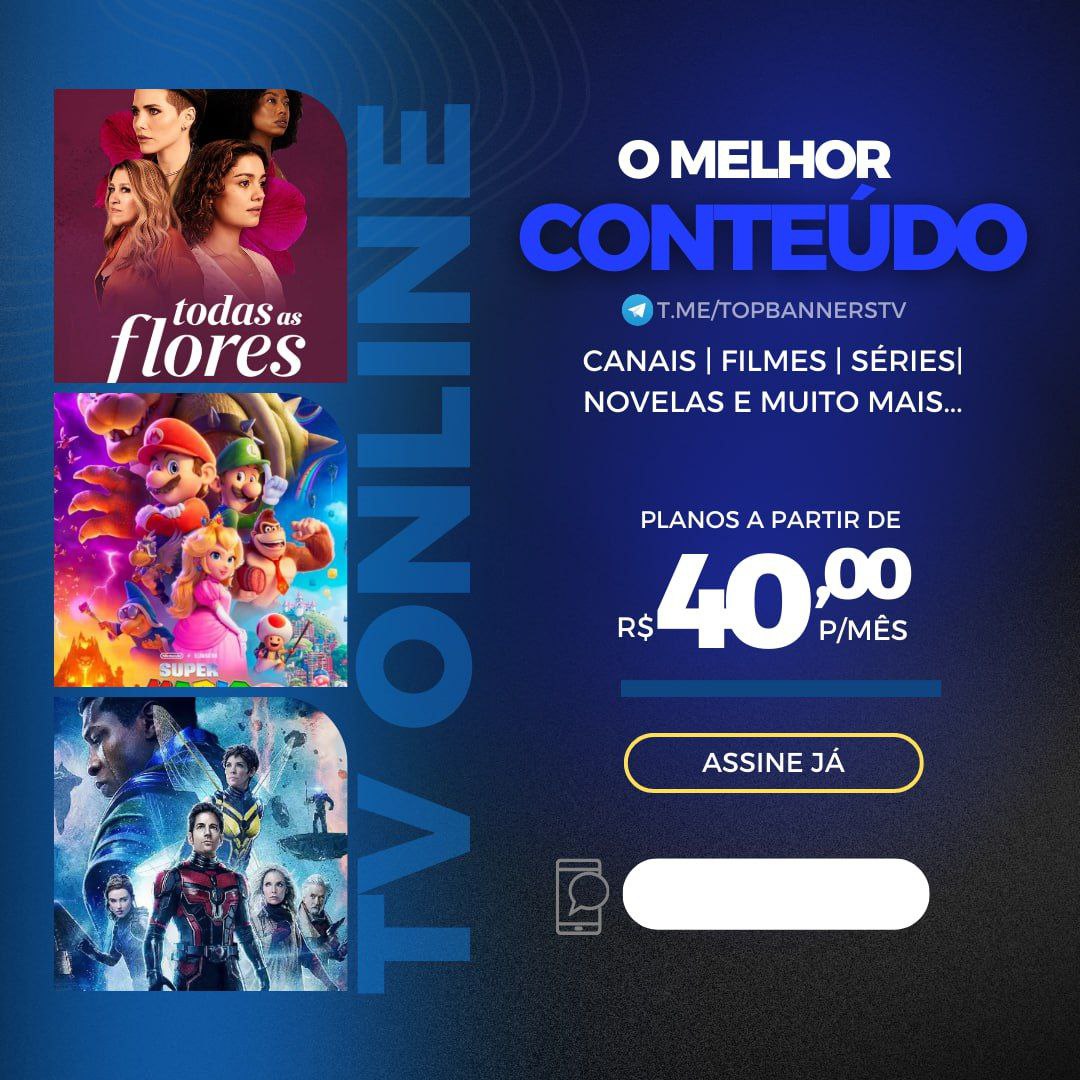 todas as
flores
SUPER
TV ONLINE
O MELHOR
CONTEÚDO
T.ME/TOPBANNERSTV
CANAIS | FILMES | SÉRIES|
NOVELAS E MUITO MAIS...
PLANOS A PARTIR DE
R$40,00
P/MÊS
ASSINE JÁ